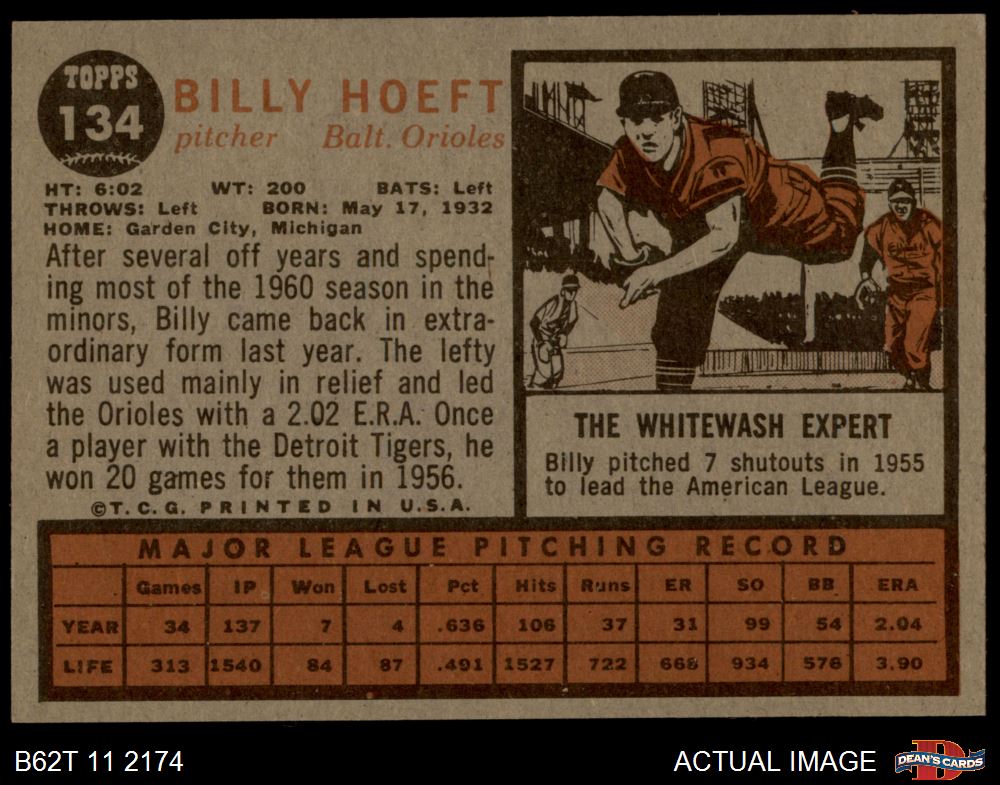 TOPPS
134
BILLY HOEFT
pitcher Balt. Orioles
HT: 6:02 WT: 200 BATS: Left
THROWS: Left BORN: May 17, 1932
HOME: Garden City, Michigan
After several off years and spend-
ing most of the 1960 season in the
minors, Billy came back in extra-
ordinary form last year. The lefty
was used mainly in relief and led
the Orioles with a 2.02 E.R.A. Once
a player with the Detroit Tigers, he
won 20 games for them in 1956.
©T. C. G. PRINTED IN U.S.A.
THE WHITEWASH EXPERT
Billy pitched 7 shutouts in 1955
to lead the American League.
MAJOR LEAGUE PITCHING RECORD
Games IP Won Lost Pct Hits Runs ER SO BB ERA
YEAR 34 137 7 4 .636 106 37 31 99 54 2.04
LIFE 313 1540 84 87 .491 1527 722 668 934 576 3.90
B62T 11 2174
ACTUAL IMAGE
DEAN'S CARDS